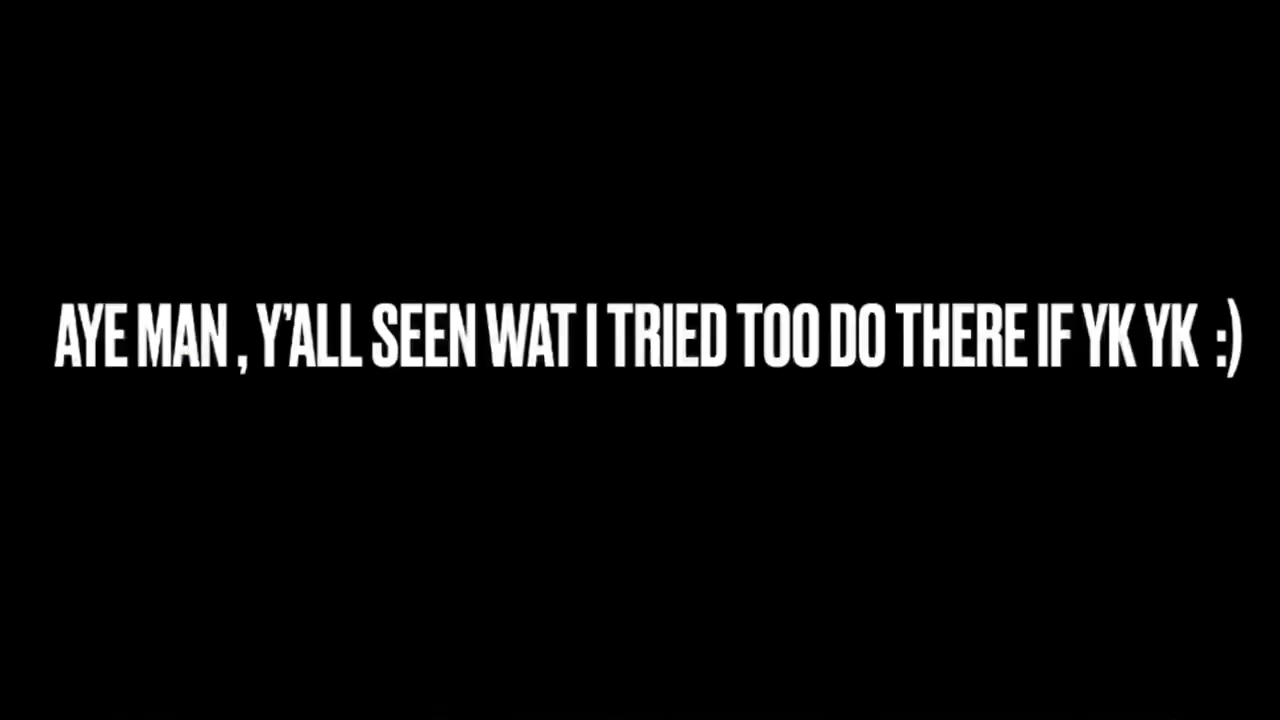 AYE MAN , Y'ALL SEEN WAT I TRIED TOO DO THERE IF YK YK :)